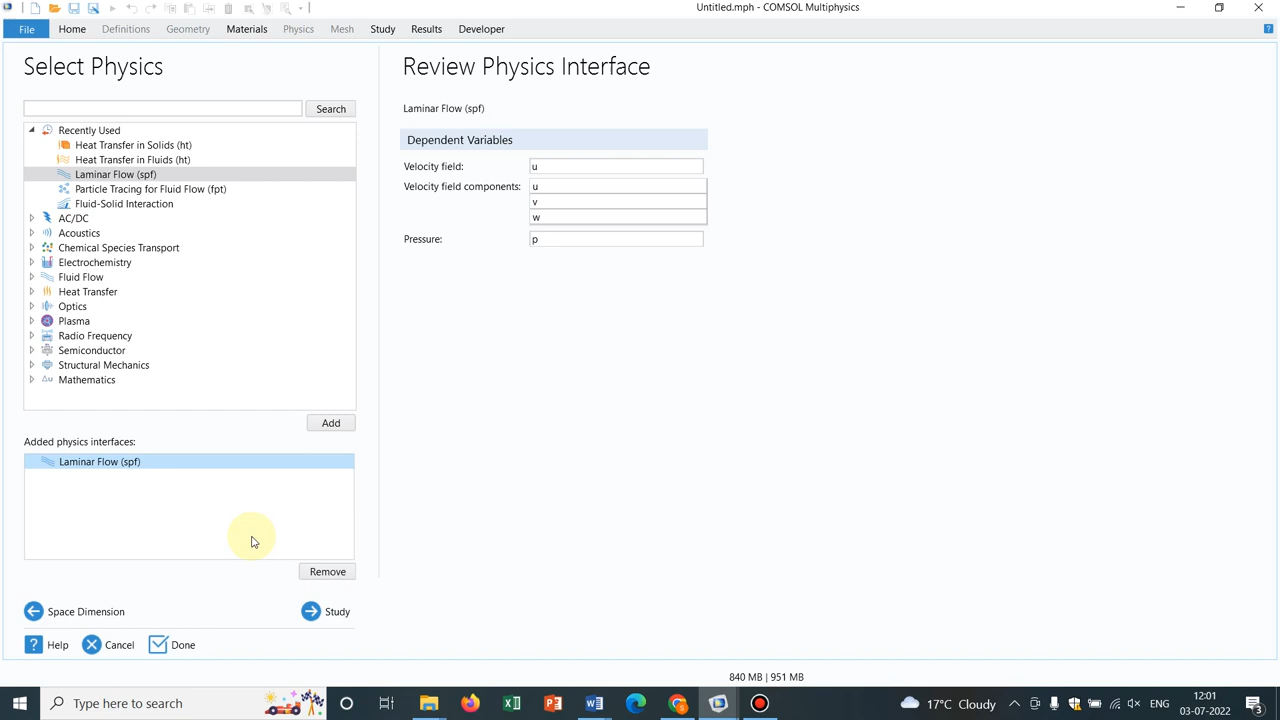 Untitled.mph - COMSOL Multiphysics
File Home Definitions Geometry Materials Physics Mesh Study Results Developer
Select Physics
Search
Recently Used
Heat Transfer in Solids (ht)
Heat Transfer in Fluids (ht)
Laminar Flow (spf)
Particle Tracing for Fluid Flow (fpt)
Fluid-Solid Interaction
AC/DC
Acoustics
Chemical Species Transport
Electrochemistry
Fluid Flow
Heat Transfer
Optics
Plasma
Radio Frequency
Semiconductor
Structural Mechanics
Δu Mathematics
Add
Added physics interfaces:
Laminar Flow (spf)
Remove
Space Dimension
Study
? Help Cancel Done
Review Physics Interface
Laminar Flow (spf)
Dependent Variables
Velocity field: u
Velocity field components: u
v
w
Pressure: p
840 MB | 951 MB
Type here to search
17°C Cloudy
ENG
12:01
03-07-2022
3